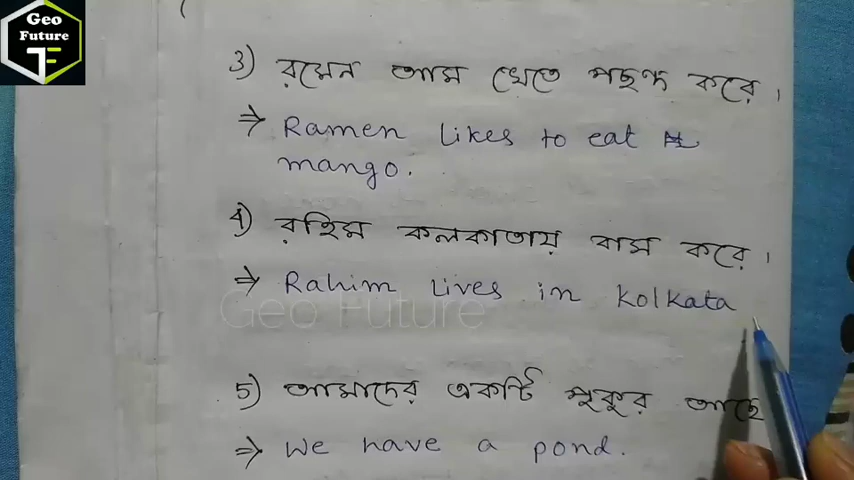 Geo
Future
3) রমেন আম খেতে পছন্দ করে।
⇒ Ramen likes to eat
mango.
4) রহিম কলকাতায় বাস করে।
⇒ Rahim lives in Kolkata
Geo Future
5) আমাদের একটি পুকুর আছে
⇒ We have a pond.